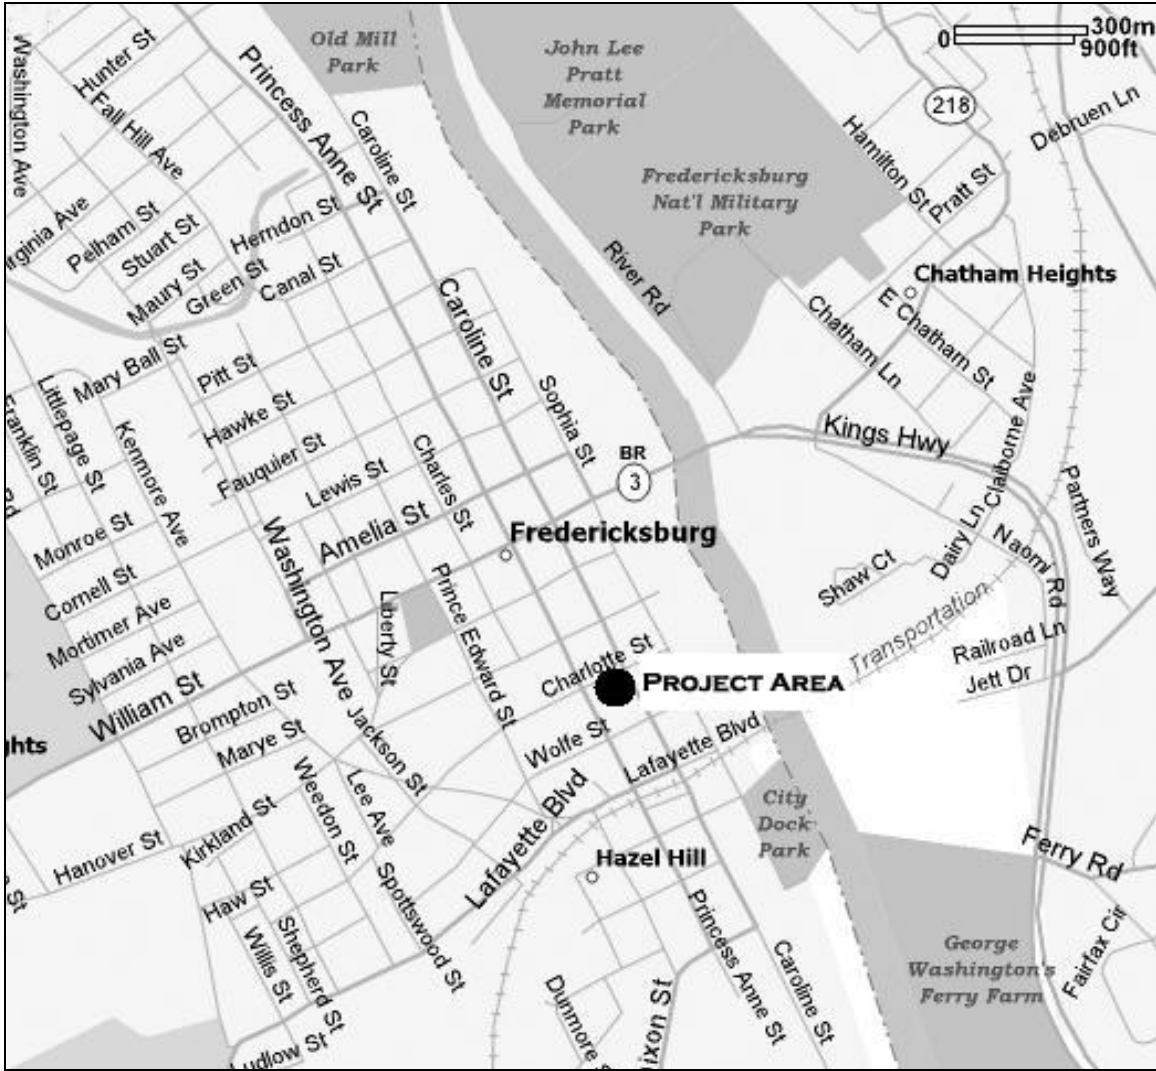 Washington Ave
Hunter St
Fall Hill Ave
Princess Anne St
Old Mill
Park
Caroline St
John Lee
Pratt
Memorial
Park
0
300m
900ft
218
Debruen Ln
Hamilton St
Pratt St
Fredericksburg
Nat'l Military
Park
irginia Ave
Pelham St
Stuart St
Maury St
Green St
Herndon St
Canal St
River Rd
Chatham Heights
E Chatham St
Chatham Ln
Caroline St
Sophia St
Mary Ball St
Pitt St
Hawke St
Fauquier St
Lewis St
Amelia St
Charles St
Littlepage St
Franklin St
Kenmore Ave
Rd
BR
3
Kings Hwy
Claiborne Ave
Dairy Ln
Partners Way
Naomi Rd
Fredericksburg
Monroe St
Cornell St
Mortimer Ave
Sylvania Ave
William St
Washington Ave
Liberty St
Prince Edward St
Shaw Ct
Transportation
Railroad Ln
Jett Dr
Charlotte St
PROJECT AREA
Wolfe St
Lafayette Blvd
Brompton St
Marye St
Jackson St
ghts
Weedon St
Lee Ave
Kirkland St
Hanover St
St
Haw St
Willis St
Shepherd St
Spottswood St
Lafayette Blvd
City
Dock
Park
Hazel Hill
Ferry Rd
Fairfax Cir
George
Washington's
Ferry Farm
Princess Anne St
Caroline St
Dunmore S
Dixon St
Ludlow St